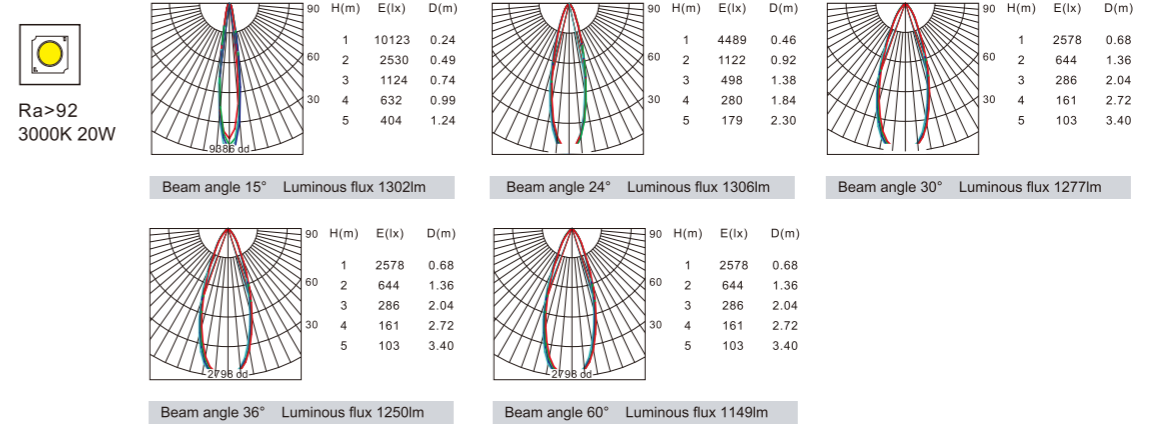 Ra>92
3000K 20W
90 H(m) E(lx) D(m)
1 10123 0.24
60 2 2530 0.49
3 1124 0.74
30 4 632 0.99
5 404 1.24
9386 cd
Beam angle 15° Luminous flux 1302lm
90 H(m) E(lx) D(m)
1 4489 0.46
60 2 1122 0.92
3 498 1.38
30 4 280 1.84
5 179 2.30
Beam angle 24° Luminous flux 1306lm
90 H(m) E(lx) D(m)
1 2578 0.68
60 2 644 1.36
3 286 2.04
30 4 161 2.72
5 103 3.40
Beam angle 30° Luminous flux 1277lm
90 H(m) E(lx) D(m)
1 2578 0.68
60 2 644 1.36
3 286 2.04
30 4 161 2.72
5 103 3.40
2798 cd
Beam angle 36° Luminous flux 1250lm
90 H(m) E(lx) D(m)
1 2578 0.68
60 2 644 1.36
3 286 2.04
30 4 161 2.72
5 103 3.40
2798 cd
Beam angle 60° Luminous flux 1149lm